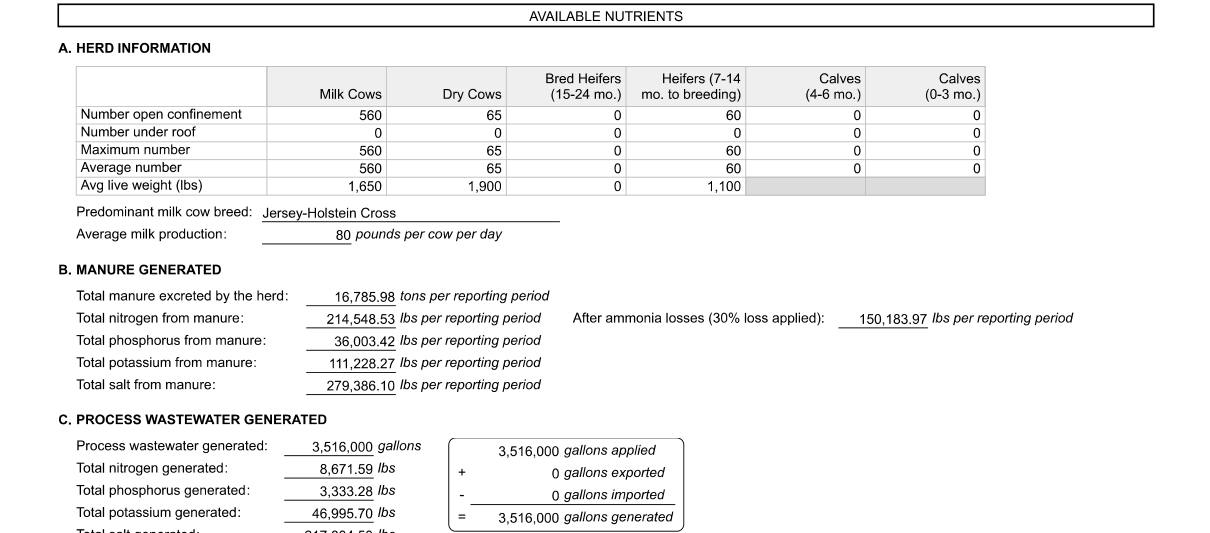 AVAILABLE NUTRIENTS
A. HERD INFORMATION
Milk Cows Dry Cows Bred Heifers (15-24 mo.) Heifers (7-14 mo. to breeding) Calves (4-6 mo.) Calves (0-3 mo.)
Number open confinement 560 65 0 60 0 0
Number under roof 0 0 0 0 0 0
Maximum number 560 65 0 60 0 0
Average number 560 65 0 60 0 0
Avg live weight (lbs) 1,650 1,900 0 1,100
Predominant milk cow breed: Jersey-Holstein Cross
Average milk production: 80 pounds per cow per day
B. MANURE GENERATED
Total manure excreted by the herd: 16,785.98 tons per reporting period
Total nitrogen from manure: 214,548.53 lbs per reporting period After ammonia losses (30% loss applied): 150,183.97 lbs per reporting period
Total phosphorus from manure: 36,003.42 lbs per reporting period
Total potassium from manure: 111,228.27 lbs per reporting period
Total salt from manure: 279,386.10 lbs per reporting period
C. PROCESS WASTEWATER GENERATED
Process wastewater generated: 3,516,000 gallons
3,516,000 gallons applied
Total nitrogen generated: 8,671.59 lbs
+ 0 gallons exported
Total phosphorus generated: 3,333.28 lbs
- 0 gallons imported
Total potassium generated: 46,995.70 lbs
= 3,516,000 gallons generated